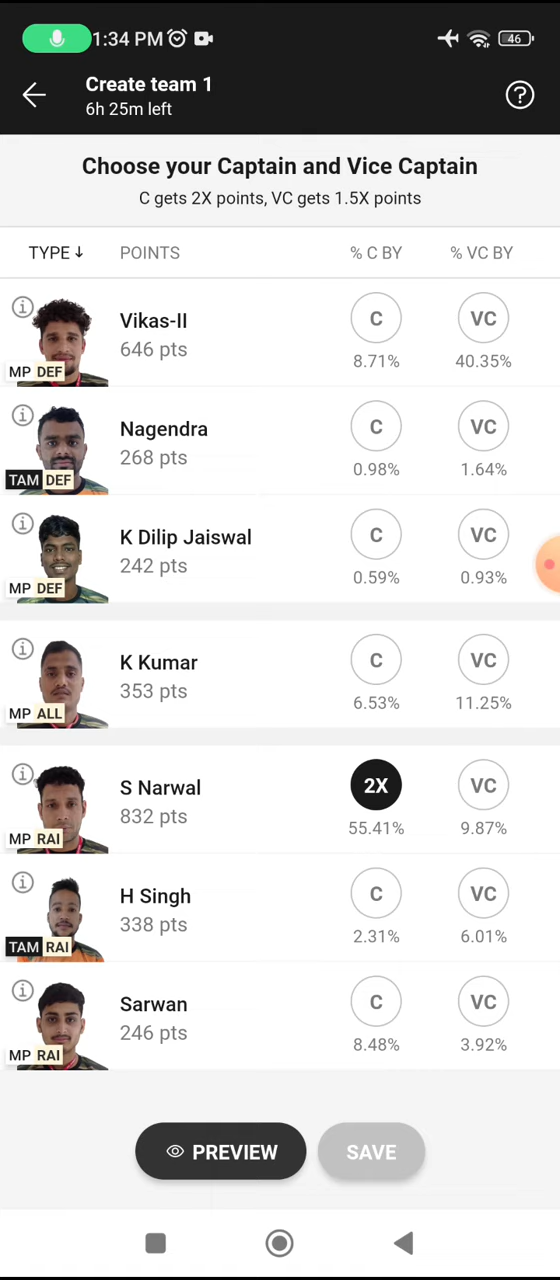 1:34 PM
46
Create team 1
6h 25m left
Choose your Captain and Vice Captain
C gets 2X points, VC gets 1.5X points
TYPE↓ POINTS % C BY % VC BY
Vikas-II
646 pts
C
VC
8.71%
40.35%
MP DEF
Nagendra
268 pts
C
VC
0.98%
1.64%
TAM DEF
K Dilip Jaiswal
242 pts
C
VC
0.59%
0.93%
MP DEF
K Kumar
353 pts
C
VC
6.53%
11.25%
MP ALL
S Narwal
832 pts
2X
VC
55.41%
9.87%
MP RAI
H Singh
338 pts
C
VC
2.31%
6.01%
TAM RAI
Sarwan
246 pts
C
VC
8.48%
3.92%
MP RAI
PREVIEW
SAVE